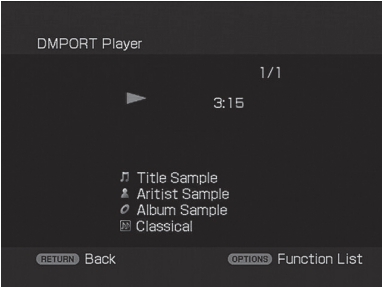 DMPORT Player
1/1
3:15
Title Sample
Aritist Sample
Album Sample
Classical
RETURN Back
OPTIONS Function List